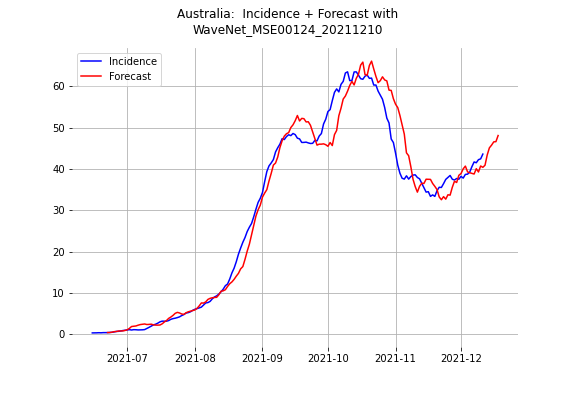 Australia:  Incidence + Forecast with
WaveNet_MSE00124_20211210
Incidence
Forecast
60
50
40
30
20
10
0
2021-07 2021-08 2021-09 2021-10 2021-11 2021-12